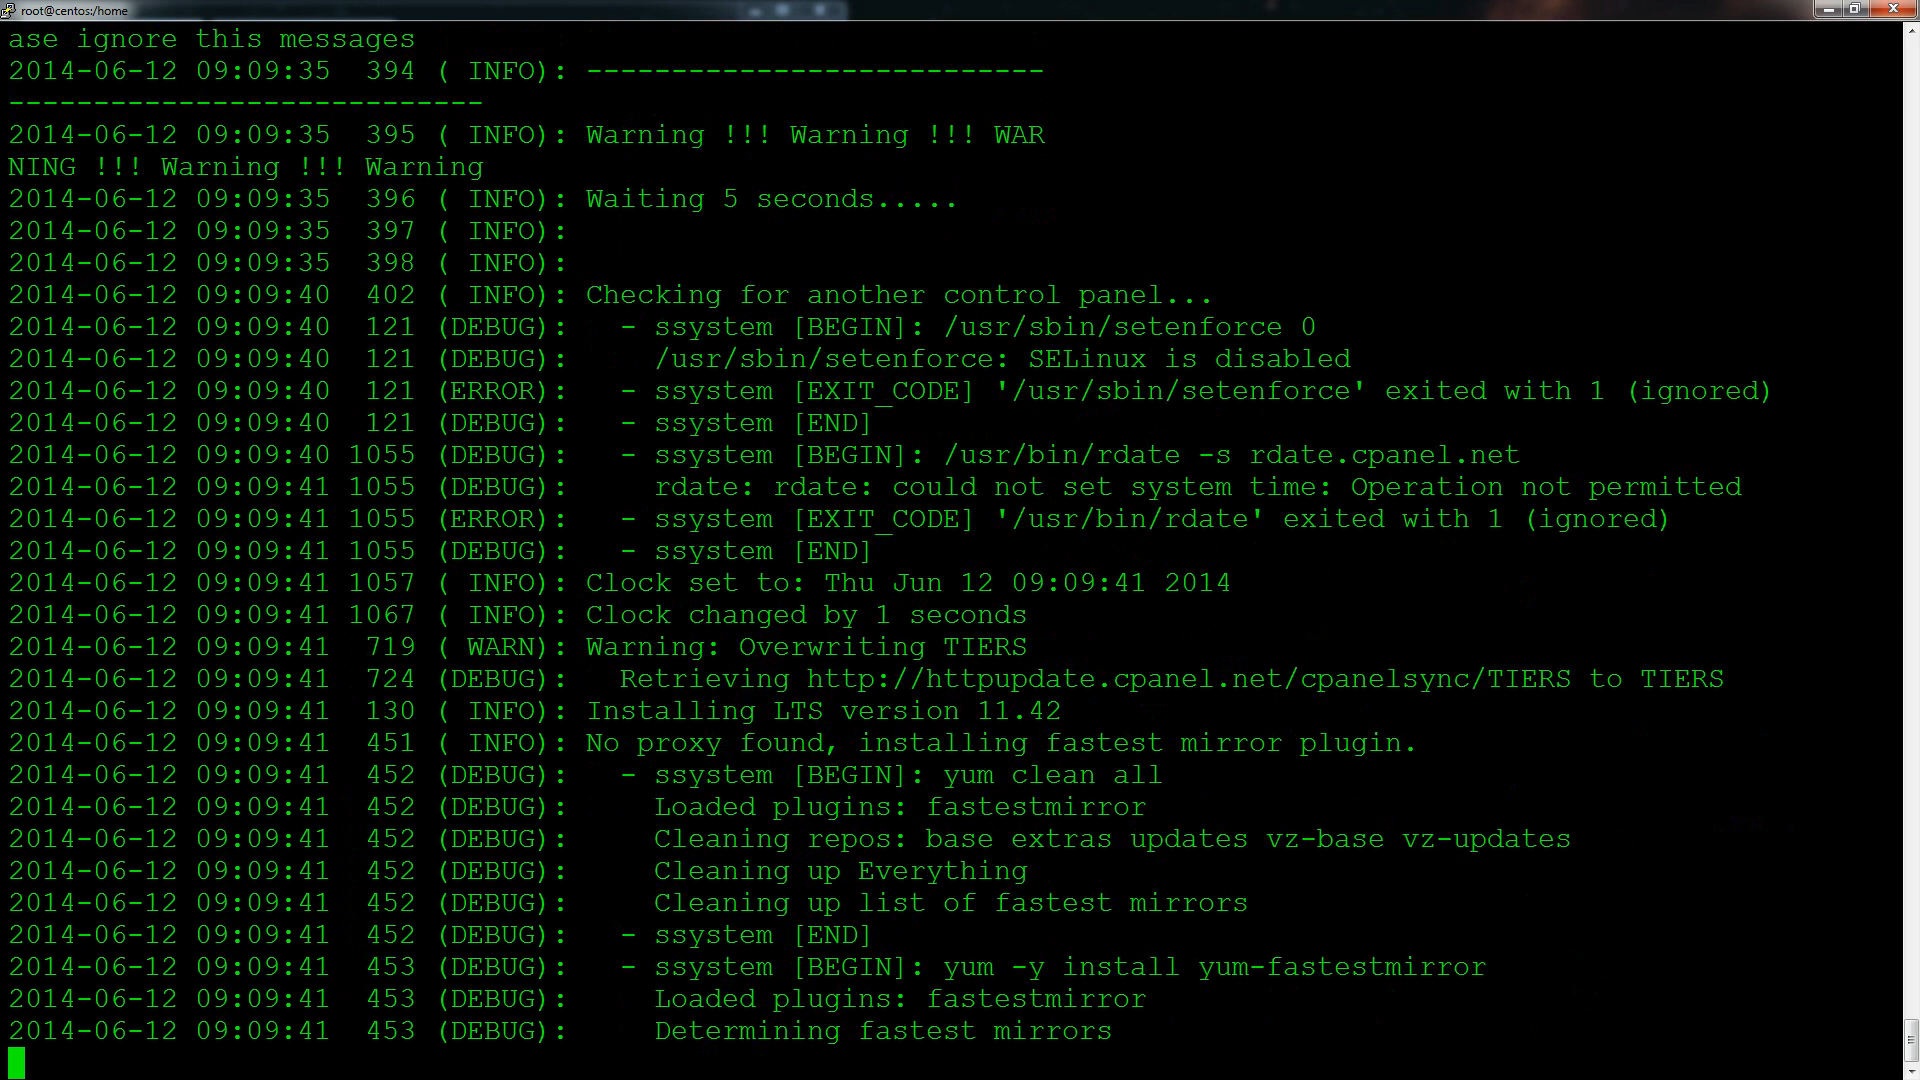 root@centos:/home
ase ignore this messages
2014-06-12 09:09:35  394 ( INFO): ---------------------------
----------------------------
2014-06-12 09:09:35  395 ( INFO): Warning !!! Warning !!! WAR
NING !!! Warning !!! Warning
2014-06-12 09:09:35  396 ( INFO): Waiting 5 seconds.....
2014-06-12 09:09:35  397 ( INFO):
2014-06-12 09:09:35  398 ( INFO):
2014-06-12 09:09:40  402 ( INFO): Checking for another control panel...
2014-06-12 09:09:40  121 (DEBUG):   - ssystem [BEGIN]: /usr/sbin/setenforce 0
2014-06-12 09:09:40  121 (DEBUG):     /usr/sbin/setenforce: SELinux is disabled
2014-06-12 09:09:40  121 (ERROR):   - ssystem [EXIT_CODE] '/usr/sbin/setenforce' exited with 1 (ignored)
2014-06-12 09:09:40  121 (DEBUG):   - ssystem [END]
2014-06-12 09:09:40 1055 (DEBUG):   - ssystem [BEGIN]: /usr/bin/rdate -s rdate.cpanel.net
2014-06-12 09:09:41 1055 (DEBUG):     rdate: rdate: could not set system time: Operation not permitted
2014-06-12 09:09:41 1055 (ERROR):   - ssystem [EXIT_CODE] '/usr/bin/rdate' exited with 1 (ignored)
2014-06-12 09:09:41 1055 (DEBUG):   - ssystem [END]
2014-06-12 09:09:41 1057 ( INFO): Clock set to: Thu Jun 12 09:09:41 2014
2014-06-12 09:09:41 1067 ( INFO): Clock changed by 1 seconds
2014-06-12 09:09:41  719 ( WARN): Warning: Overwriting TIERS
2014-06-12 09:09:41  724 (DEBUG):   Retrieving http://httpupdate.cpanel.net/cpanelsync/TIERS to TIERS
2014-06-12 09:09:41  130 ( INFO): Installing LTS version 11.42
2014-06-12 09:09:41  451 ( INFO): No proxy found, installing fastest mirror plugin.
2014-06-12 09:09:41  452 (DEBUG):   - ssystem [BEGIN]: yum clean all
2014-06-12 09:09:41  452 (DEBUG):     Loaded plugins: fastestmirror
2014-06-12 09:09:41  452 (DEBUG):     Cleaning repos: base extras updates vz-base vz-updates
2014-06-12 09:09:41  452 (DEBUG):     Cleaning up Everything
2014-06-12 09:09:41  452 (DEBUG):     Cleaning up list of fastest mirrors
2014-06-12 09:09:41  452 (DEBUG):   - ssystem [END]
2014-06-12 09:09:41  453 (DEBUG):   - ssystem [BEGIN]: yum -y install yum-fastestmirror
2014-06-12 09:09:41  453 (DEBUG):     Loaded plugins: fastestmirror
2014-06-12 09:09:41  453 (DEBUG):     Determining fastest mirrors